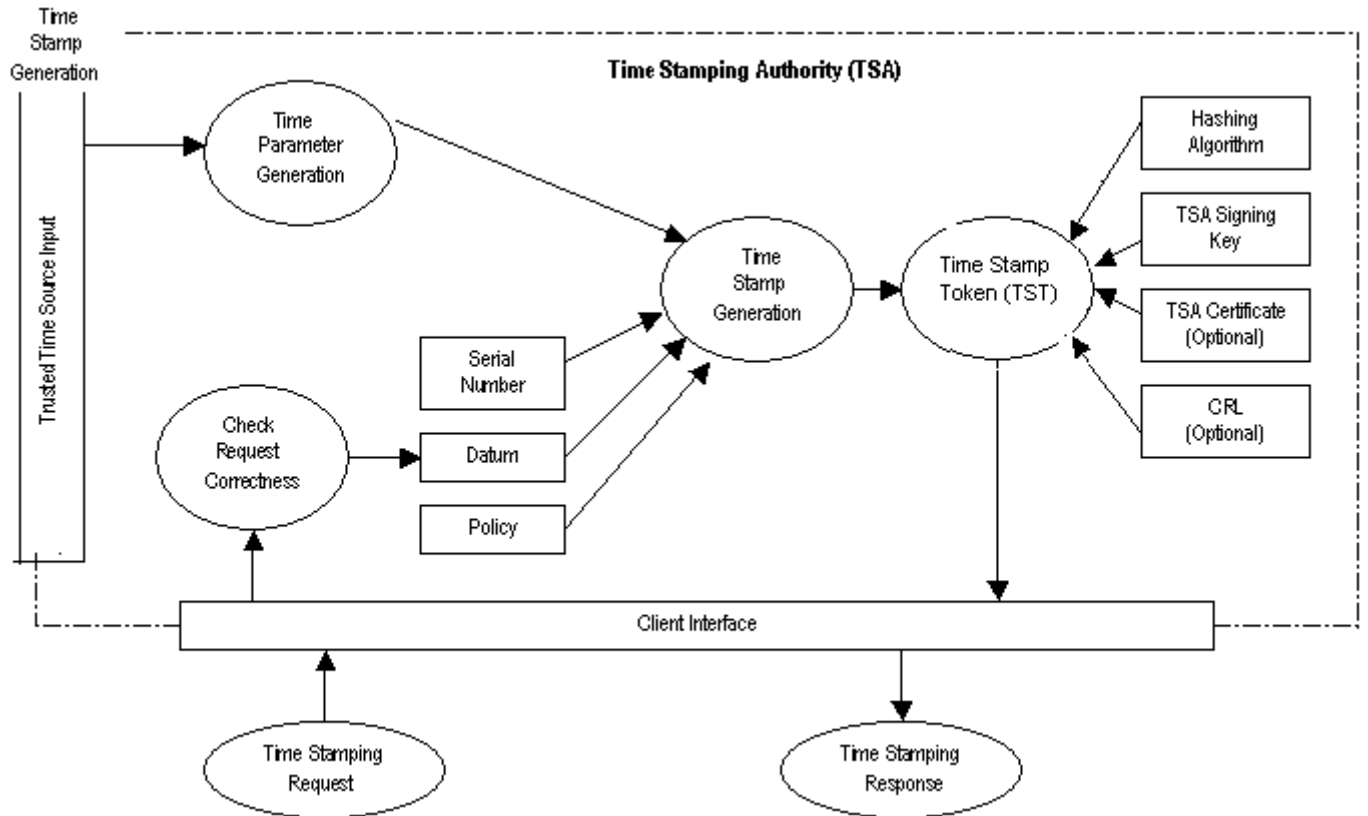 Time
Stamp
Generation
Time Stamping Authority (TSA)
Trusted Time Source Input
Time
Parameter
Generation
Hashing
Algorithm
TSA Signing
Key
Time
Stamp
Generation
Time Stamp
Token (TST)
TSA Certificate
(Optional)
Serial
Number
CRL
(Optional)
Check
Request
Correctness
Datum
Policy
Client Interface
Time Stamping
Request
Time Stamping
Response